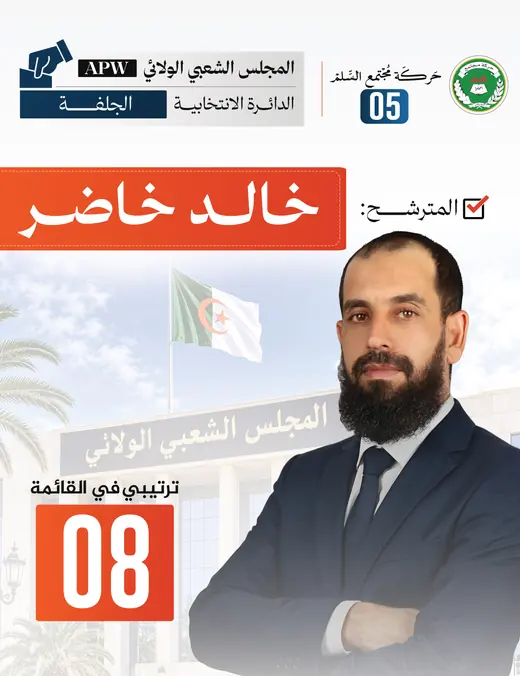 حركة مجتمع السلم
05
المجلس الشعبي الولائي APW
الدائرة الانتخابية الجلفة
المترشح:
خالد خاضر
المجلس الشعبي الولائي
ترتيبي في القائمة
08